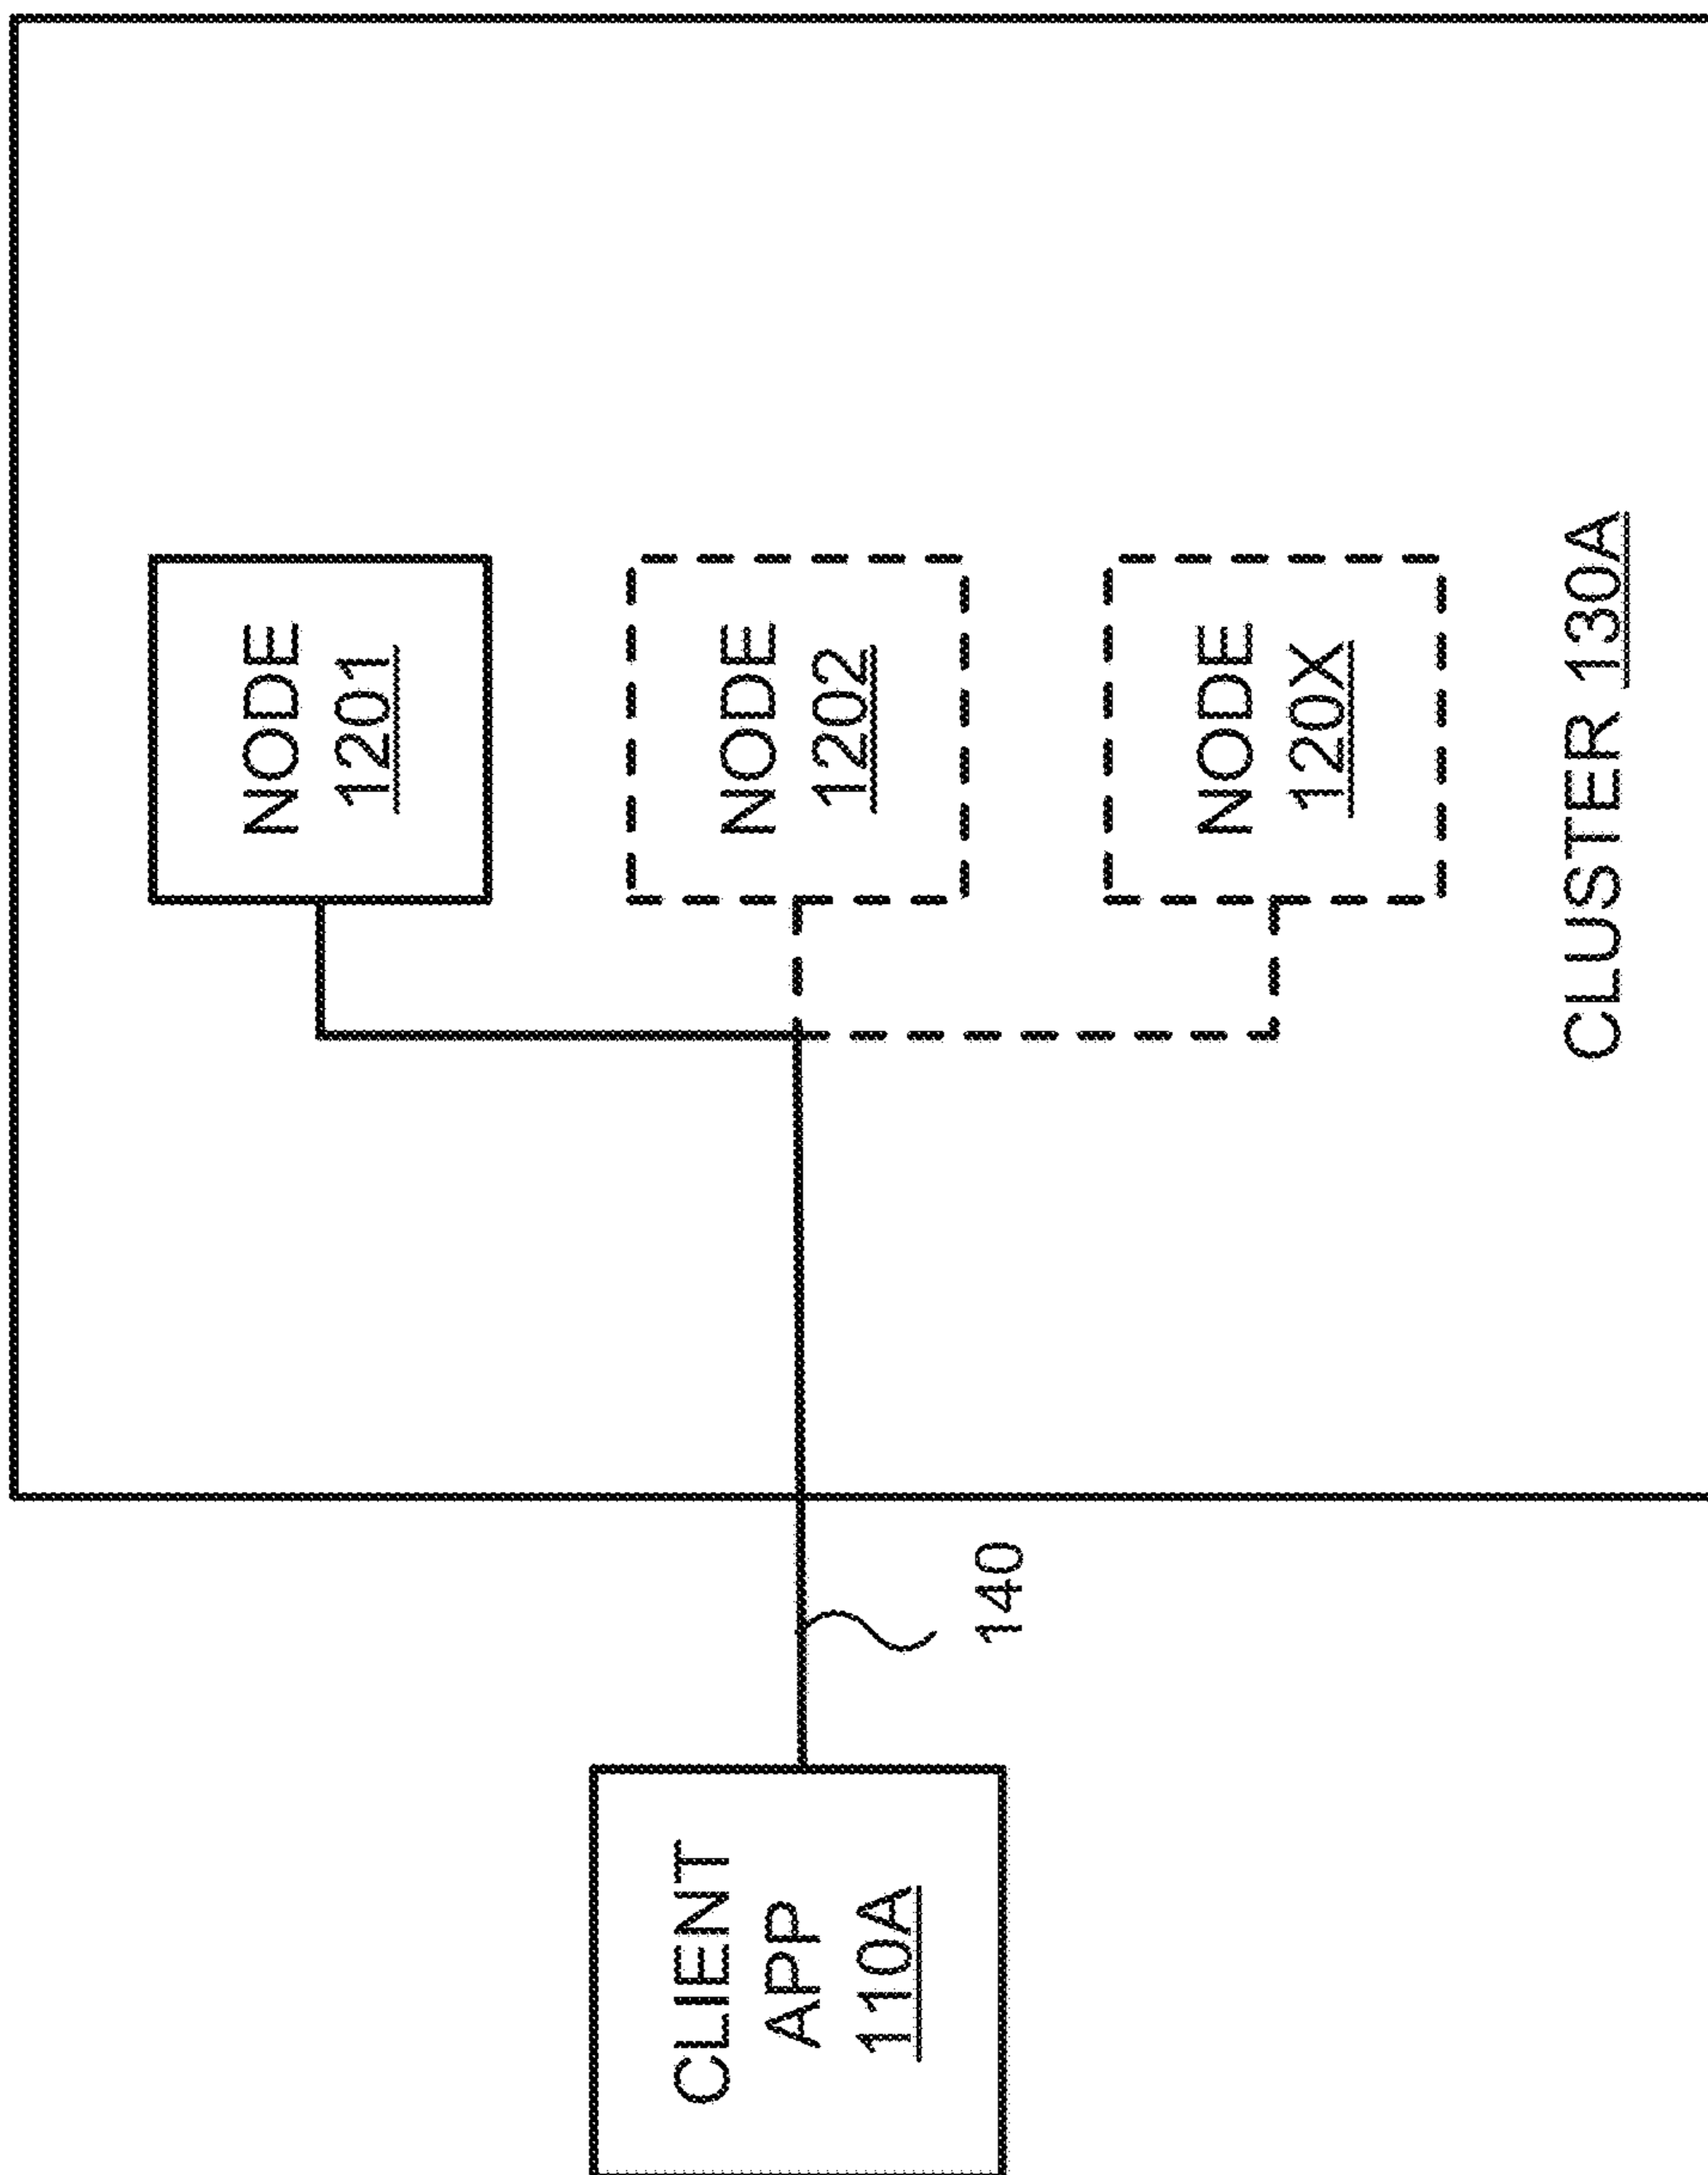 CLIENT
APP
110A
140
NODE
1201
NODE
1202
NODE
120X
CLUSTER 130A